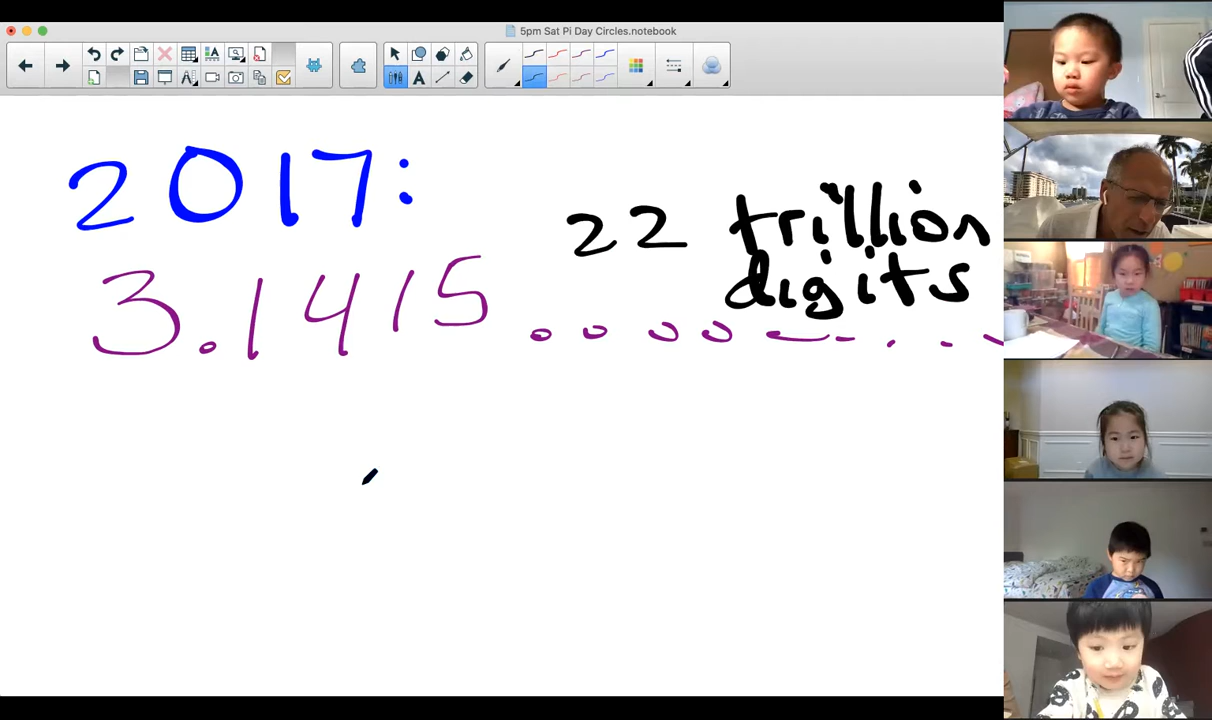 5pm Sat Pi Day Circles.notebook
2017:
22 trillion
digits
3.1415